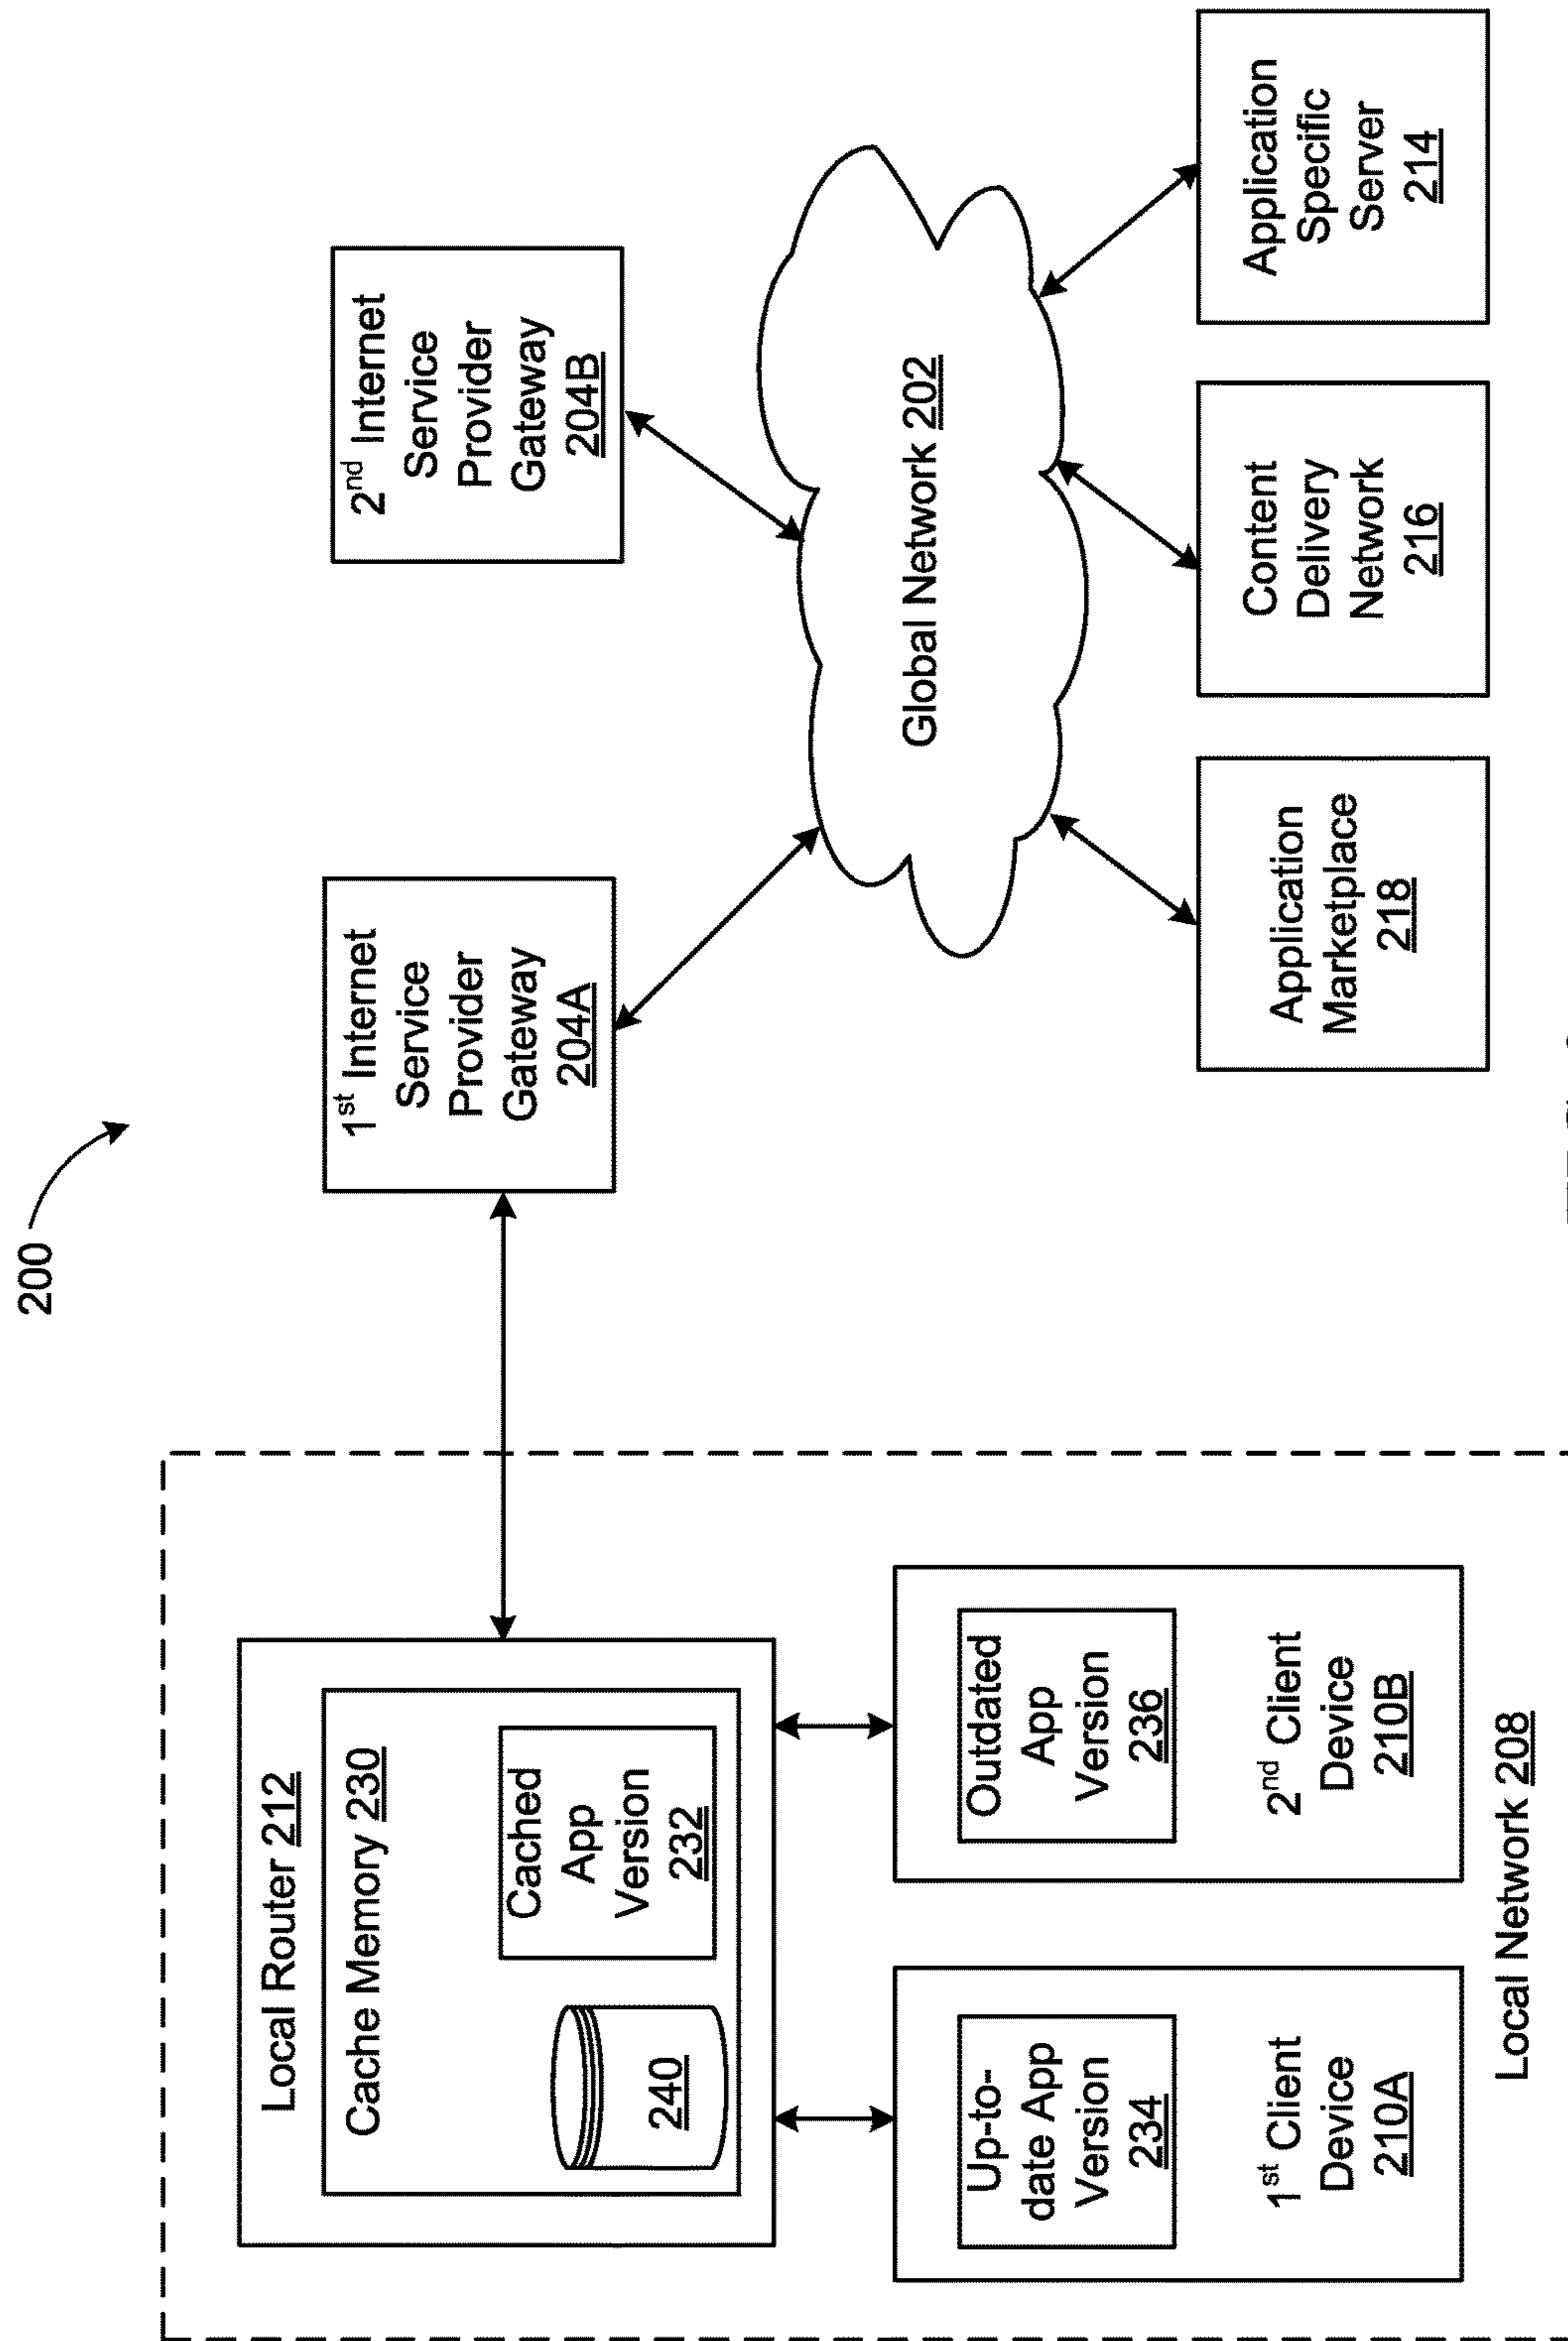 200
Local Router 212
Cache Memory 230
240
Cached
App
Version
232
Up-to-
date App
Version
234
1st Client
Device
210A
Outdated
App
Version
236
2nd Client
Device
210B
Local Network 208
1st Internet
Service
Provider
Gateway
204A
2nd Internet
Service
Provider
Gateway
204B
Global Network 202
Application
Marketplace
218
Content
Delivery
Network
216
Application
Specific
Server
214